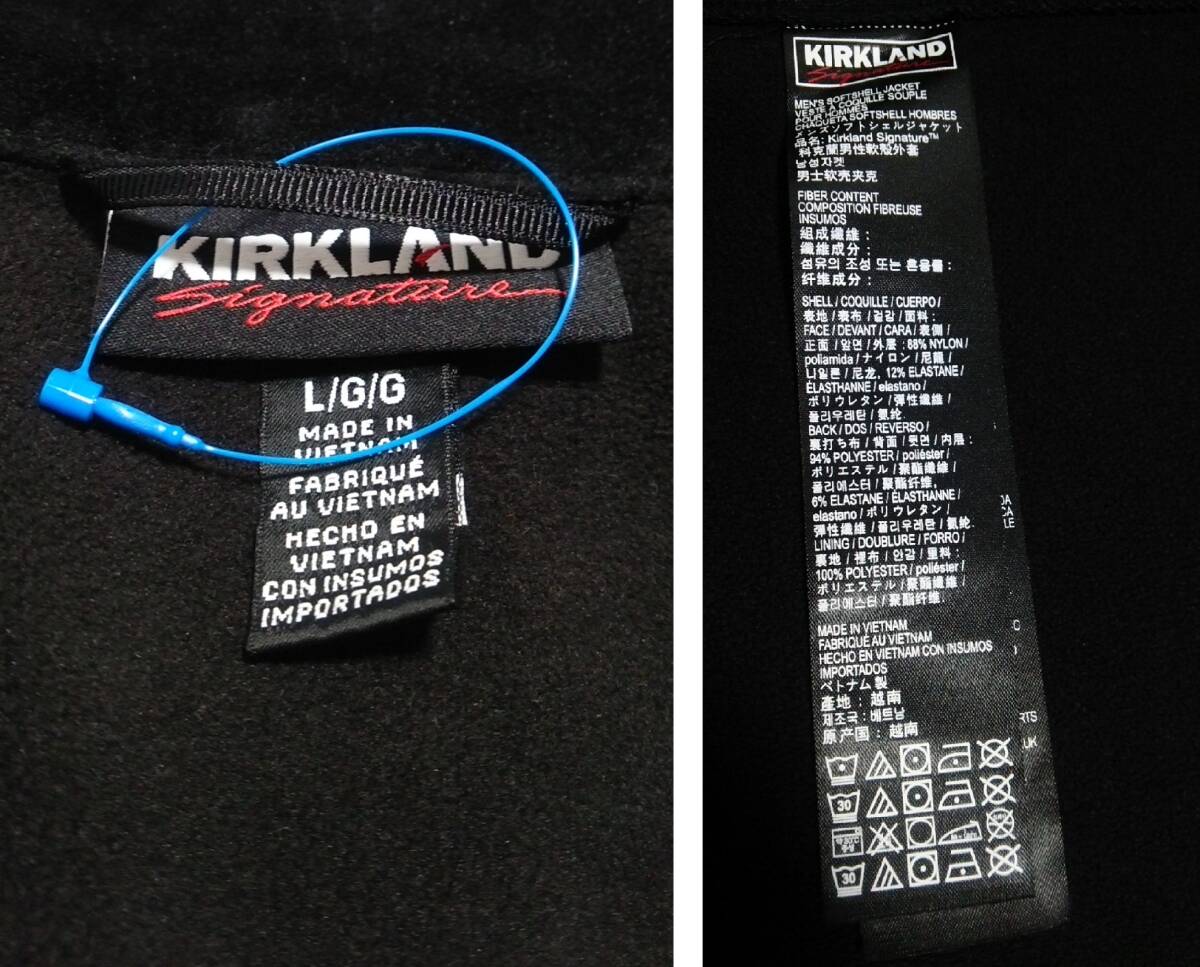 KIRKLAND
Signature
L/G/G
MADE IN
VIETNAM
FABRIQUÉ
AU VIETNAM
HECHO EN
VIETNAM
CON INSUMOS
IMPORTADOS
KIRKLAND
Signature
MEN'S SOFTSHELL JACKET
VESTE À COQUILLE SOUPLE
POUR HOMMES
CHAQUETA SOFTSHELL HOMBRES
メンズソフトシェルジャケット
品名: Kirkland Signature™
科克蘭男性軟殼外套
남성자켓
男士软壳夹克
FIBER CONTENT
COMPOSITION FIBREUSE
INSUMOS
組成繊維 :
纖維成分 :
섬유의 조성 또는 혼용률 :
纤维成分 :
SHELL / COQUILLE / CUERPO /
表地 / 表布 / 겉감 / 面料 :
FACE / DEVANT / CARA / 表側 /
正面 / 앞면 / 外层 : 88% NYLON /
poliamida / ナイロン / 尼龍 /
나일론 / 尼龙, 12% ELASTANE /
ÉLASTHANNE / elastano /
ポリウレタン / 彈性纖維 /
폴리우레탄 / 氨纶
BACK / DOS / REVERSO /
裏打ち布 / 背面 / 뒷면 / 内层 :
94% POLYESTER / poliéster /
ポリエステル / 聚酯纖維 /
폴리에스터 / 聚酯纤维,
6% ELASTANE / ÉLASTHANNE /
elastano / ポリウレタン /
彈性纖維 / 폴리우레탄 / 氨纶
LINING / DOUBLURE / FORRO /
裏地 / 裡布 / 안감 / 里料 :
100% POLYESTER / poliéster /
ポリエステル / 聚酯纖維 /
폴리에스터 / 聚酯纤维
MADE IN VIETNAM
FABRIQUÉ AU VIETNAM
HECHO EN VIETNAM CON INSUMOS
IMPORTADOS
ベトナム製
產地 : 越南
제조국 : 베트남
原产国 : 越南
30
30